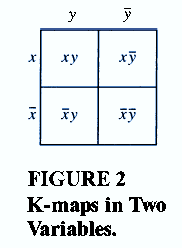 y ȳ
x xy xȳ
x̄ x̄y x̄ȳ
FIGURE 2
K-maps in Two
Variables.